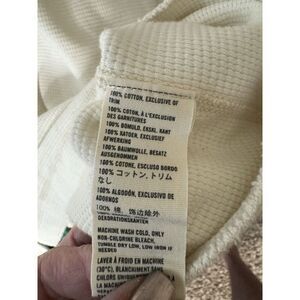 100% COTTON, EXCLUSIVE OF
TRIM
100% COTON, À L'EXCLUSION
DES GARNITURES
100% BOMULD, EKSKL. KANT
100% KATOEN, EXCLUSIEF
AFWERKING
100% BAUMWOLLE, BESATZ
AUSGENOMMEN
100% COTONE, ESCLUSO BORDO
100% コットン, トリム
なし
100% ALGODÓN, EXCLUSIVO DE
ADORNOS
100% 棉, 饰边除外
DEKORATIONSKANTEN
MACHINE WASH COLD, ONLY
NON-CHLORINE BLEACH,
TUMBLE DRY LOW, LOW IRON IF
NEEDED
LAVER À FROID EN MACHINE
(30°C), BLANCHIMENT SANS
CHLORE